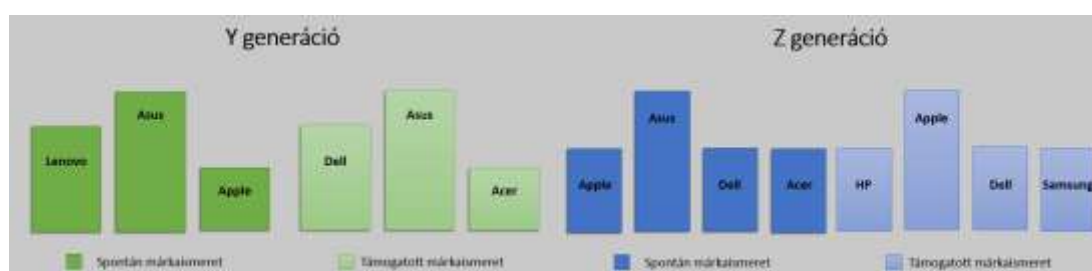 Y generáció
Z generáció
Lenovo
Asus
Apple
Dell
Asus
Acer
Apple
Asus
Dell
Acer
HP
Apple
Dell
Samsung
Spontán márkaismeret
Támogatott márkaismeret
Spontán márkaismeret
Támogatott márkaismeret